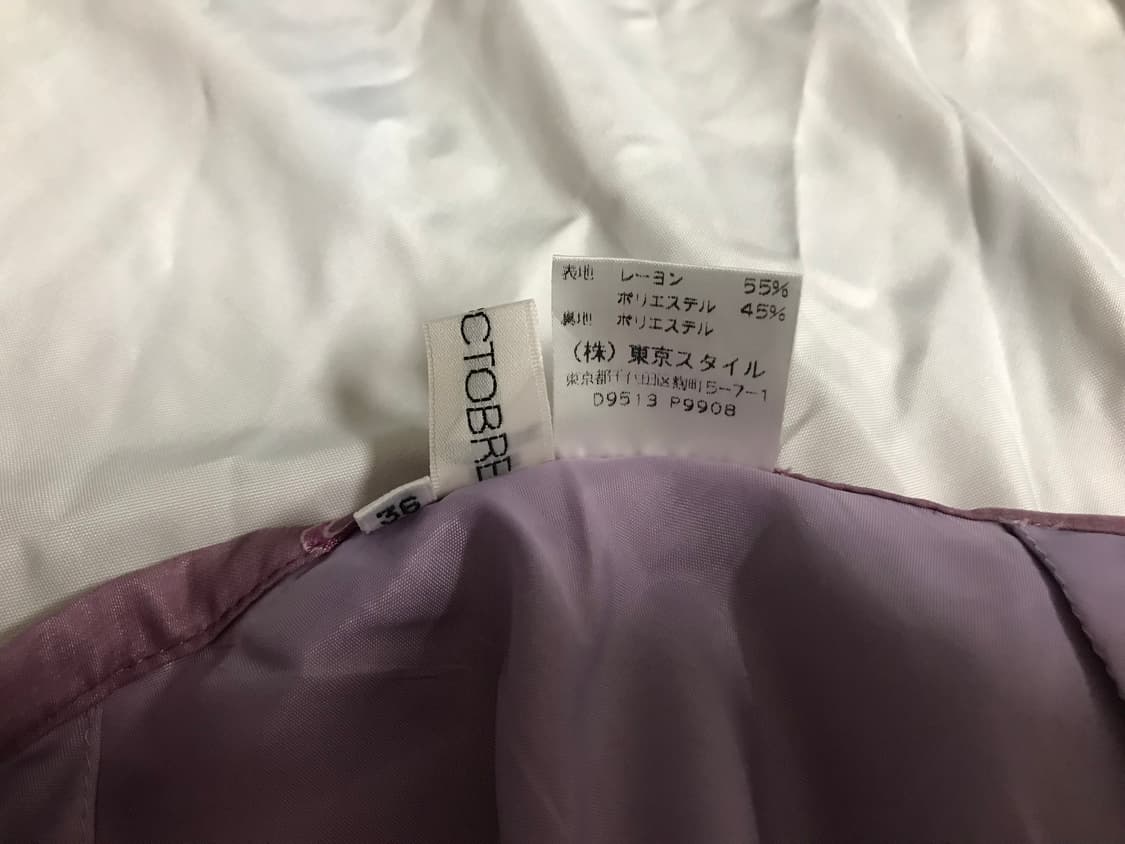 CTOBRE
36
表地 レーヨン 55%
ポリエステル 45%
裏地 ポリエステル
(株)東京スタイル
東京都千代田区麹町5-7-1
D9513 P9908